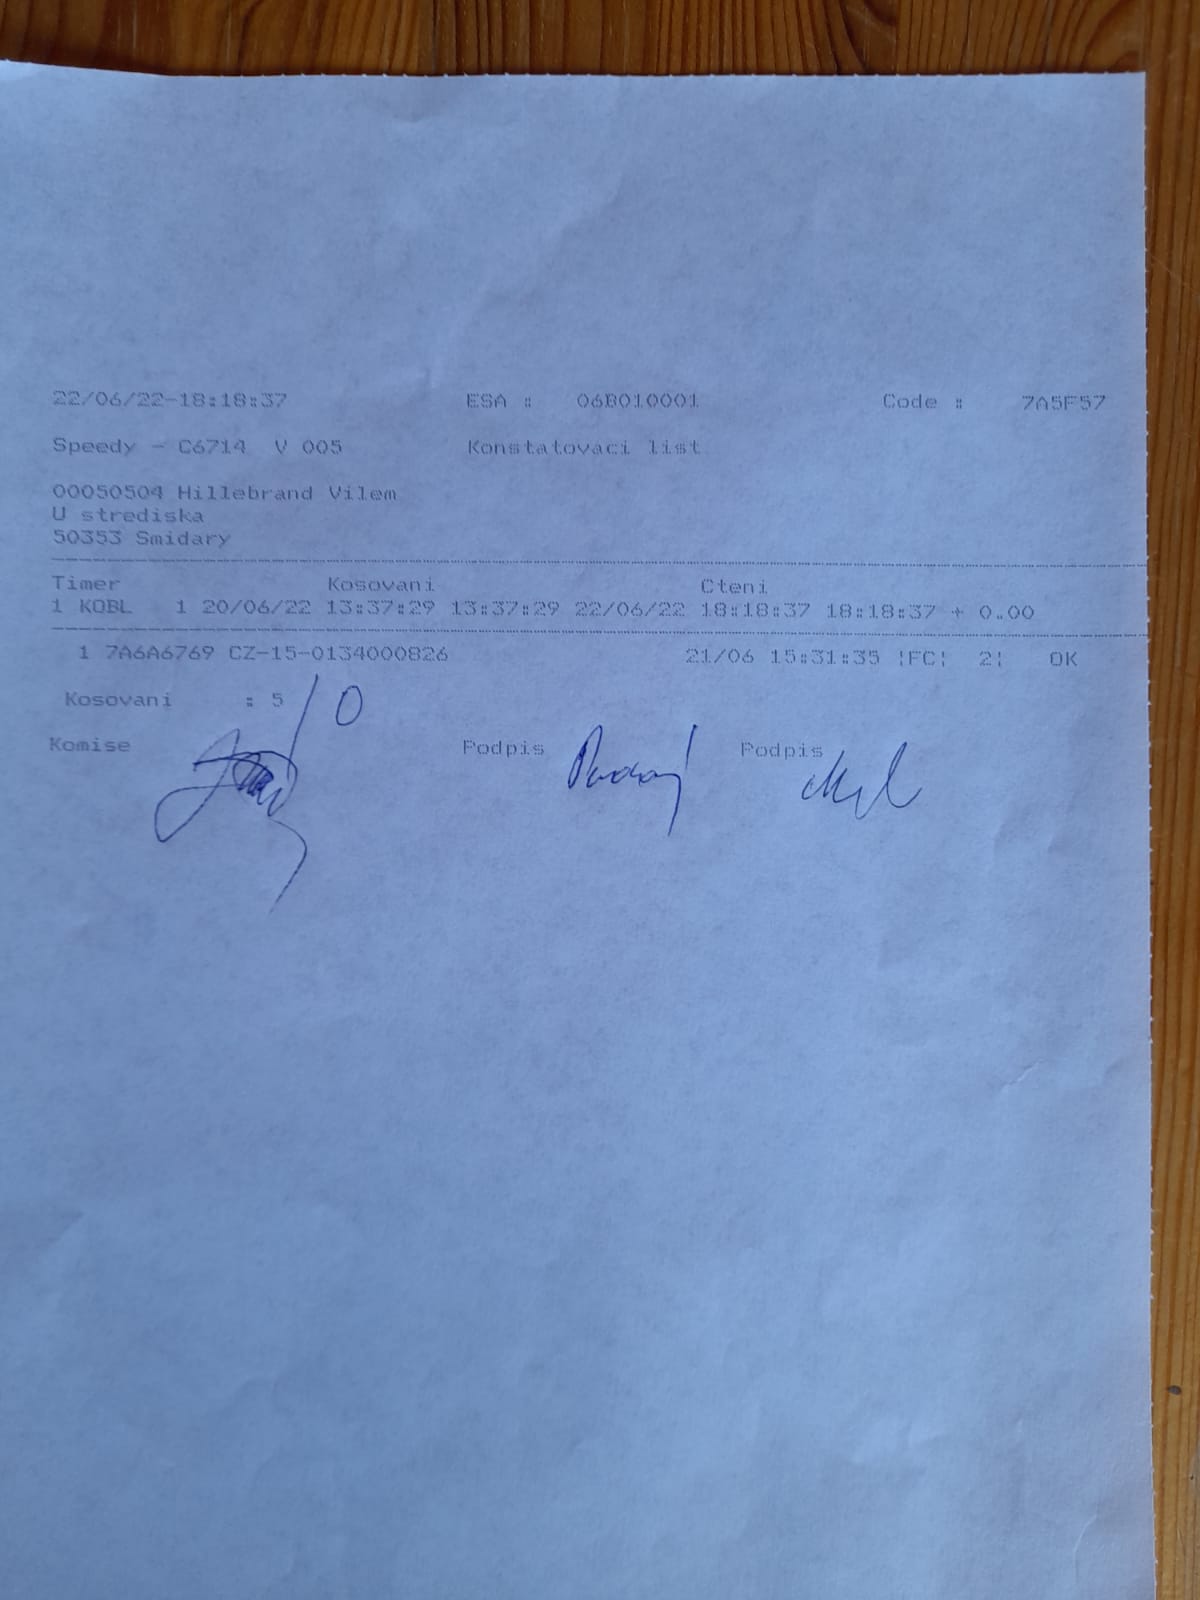 22/06/22-18:18:37 ESA : 06B010001 Code : 7A5F57
Speedy - C6714 V 005 Konstatovaci list
00050504 Hillebrand Vilem
U strediska
50353 Smidary
Timer Kosovani Cteni
1 KOBL 1 20/06/22 13:37:29 13:37:29 22/06/22 18:18:37 18:18:37 + 0.00
1 7A6A6769 CZ-15-0134000826 21/06 15:31:35 ¦FC¦ 2¦ OK
Kosovani : 5 / 0
Komise Podpis Podpis